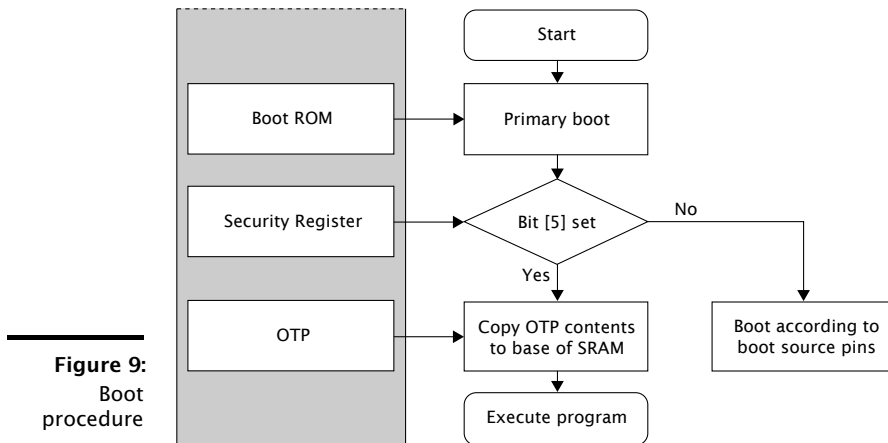 Start
Boot ROM
Primary boot
Security Register
Bit [5] set
No
Yes
OTP
Copy OTP contents
to base of SRAM
Boot according to
boot source pins
Execute program
Figure 9:
Boot
procedure